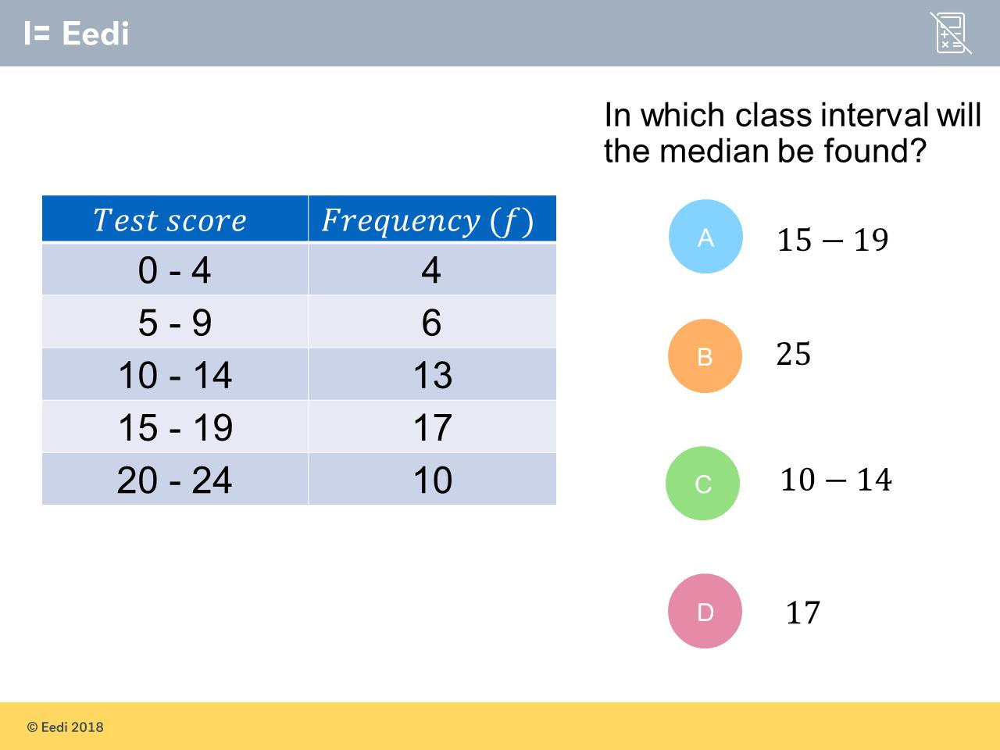 Eedi
In which class interval will
the median be found?
Test score Frequency (f)
0 - 4 4
5 - 9 6
10 - 14 13
15 - 19 17
20 - 24 10
A 15 − 19
B 25
C 10 − 14
D 17
© Eedi 2018